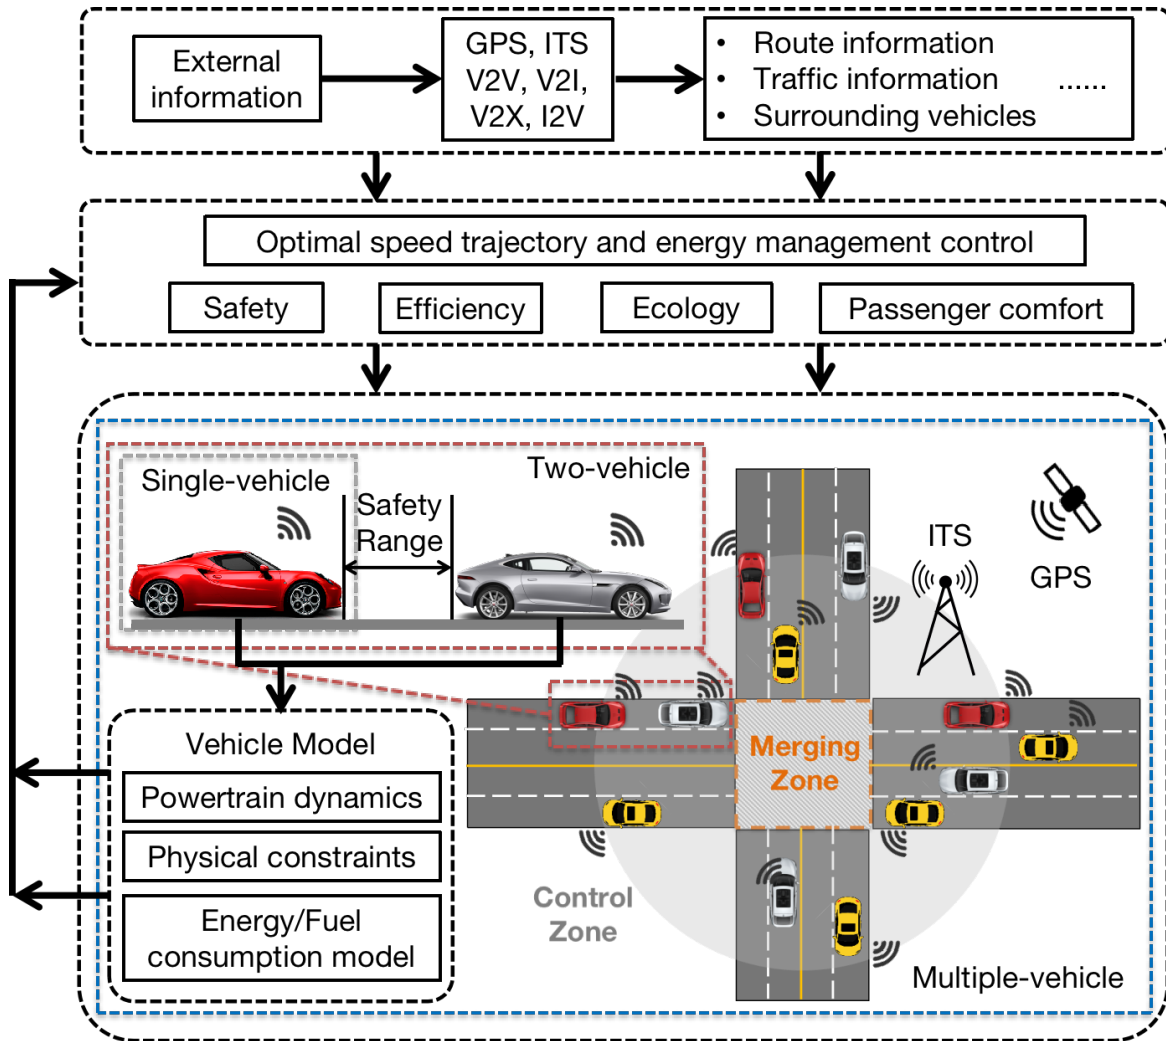 External
information
GPS, ITS
V2V, V2I,
V2X, I2V
• Route information
• Traffic information ......
• Surrounding vehicles
Optimal speed trajectory and energy management control
Safety
Efficiency
Ecology
Passenger comfort
Single-vehicle
Safety
Range
Two-vehicle
ITS
GPS
Vehicle Model
Powertrain dynamics
Physical constraints
Energy/Fuel
consumption model
Merging
Zone
Control
Zone
Multiple-vehicle